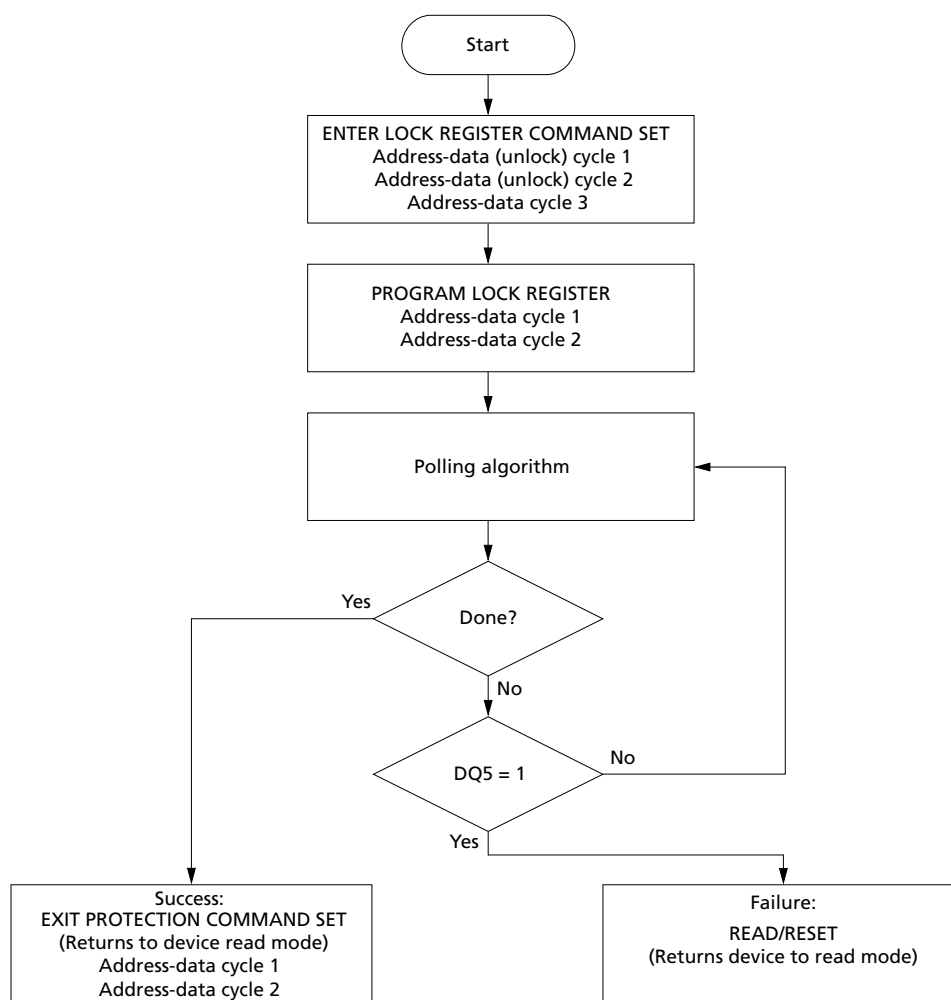 Start
ENTER LOCK REGISTER COMMAND SET
Address-data (unlock) cycle 1
Address-data (unlock) cycle 2
Address-data cycle 3
PROGRAM LOCK REGISTER
Address-data cycle 1
Address-data cycle 2
Polling algorithm
Done?
Yes
No
DQ5 = 1
No
Yes
Success:
EXIT PROTECTION COMMAND SET
(Returns to device read mode)
Address-data cycle 1
Address-data cycle 2
Failure:
READ/RESET
(Returns device to read mode)